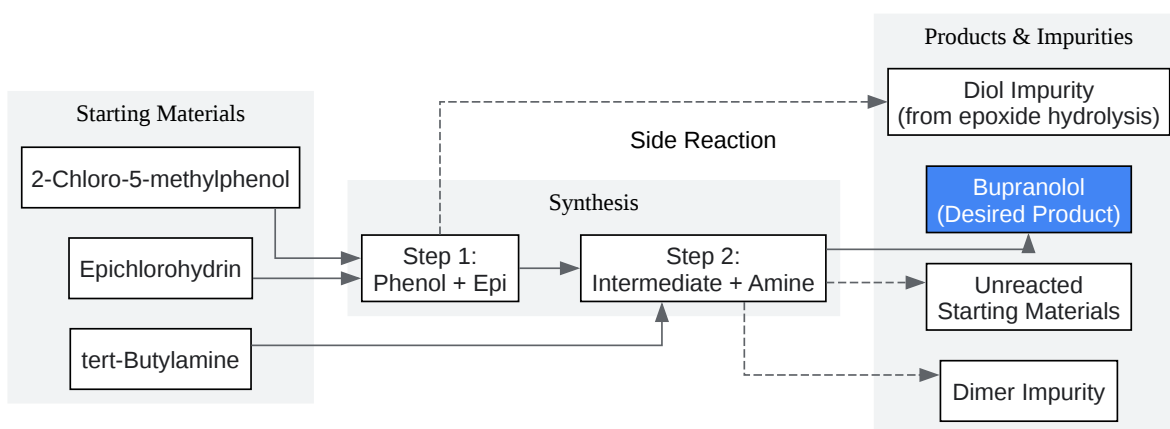 Starting Materials
2-Chloro-5-methylphenol
Epichlorohydrin
tert-Butylamine
Synthesis
Step 1:
Phenol + Epi
Step 2:
Intermediate + Amine
Side Reaction
Products & Impurities
Diol Impurity
(from epoxide hydrolysis)
Bupranolol
(Desired Product)
Unreacted
Starting Materials
Dimer Impurity